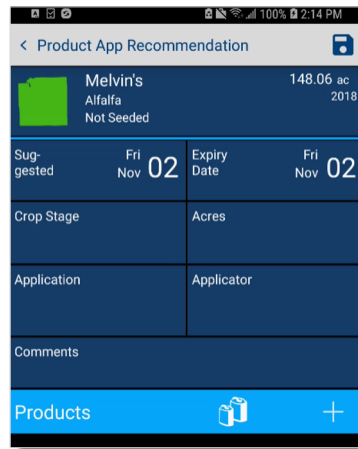 100% 2:14 PM
< Product App Recommendation
Melvin's 148.06 ac
Alfalfa 2018
Not Seeded
Sug-
gested
Fri
Nov 02
Expiry
Date
Fri
Nov 02
Crop Stage Acres
Application Applicator
Comments
Products +